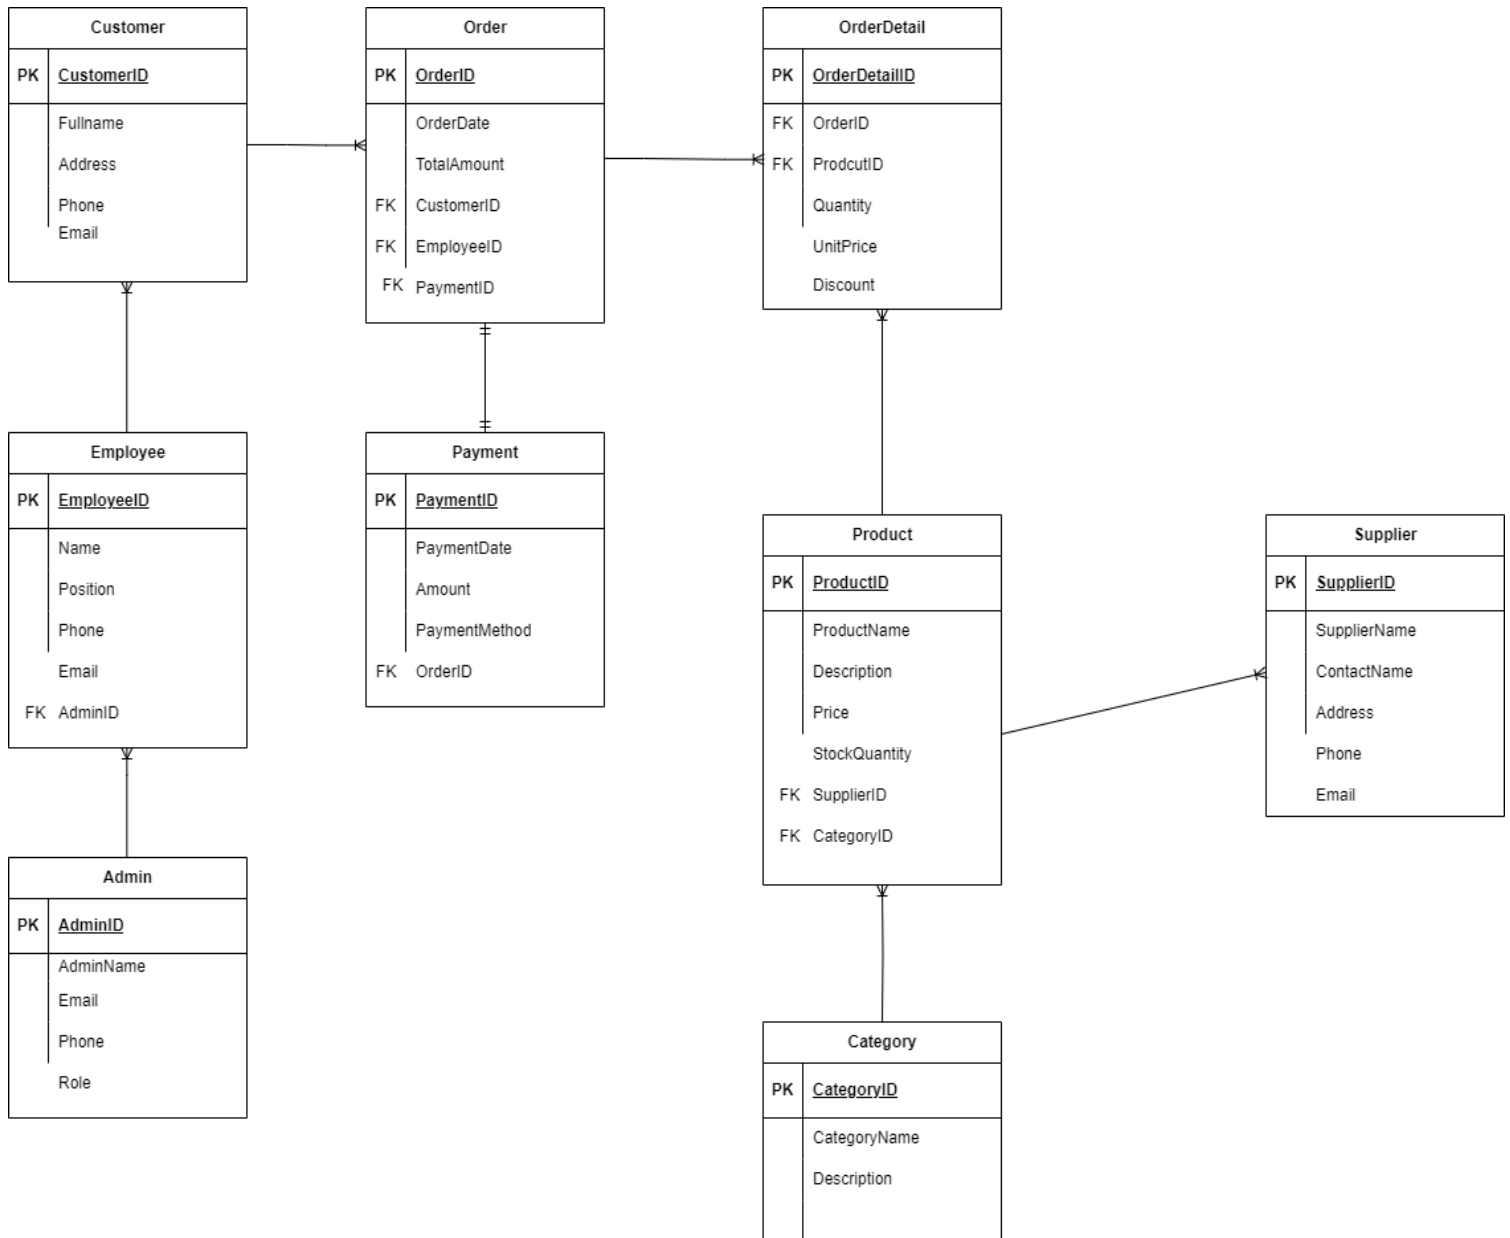 Customer
PK CustomerID
Fullname
Address
Phone
Email
Order
PK OrderID
OrderDate
TotalAmount
FK CustomerID
FK EmployeeID
FK PaymentID
OrderDetail
PK OrderDetailID
FK OrderID
FK ProdcutID
Quantity
UnitPrice
Discount
Employee
PK EmployeeID
Name
Position
Phone
Email
FK AdminID
Payment
PK PaymentID
PaymentDate
Amount
PaymentMethod
FK OrderID
Product
PK ProductID
ProductName
Description
Price
StockQuantity
FK SupplierID
FK CategoryID
Supplier
PK SupplierID
SupplierName
ContactName
Address
Phone
Email
Admin
PK AdminID
AdminName
Email
Phone
Role
Category
PK CategoryID
CategoryName
Description